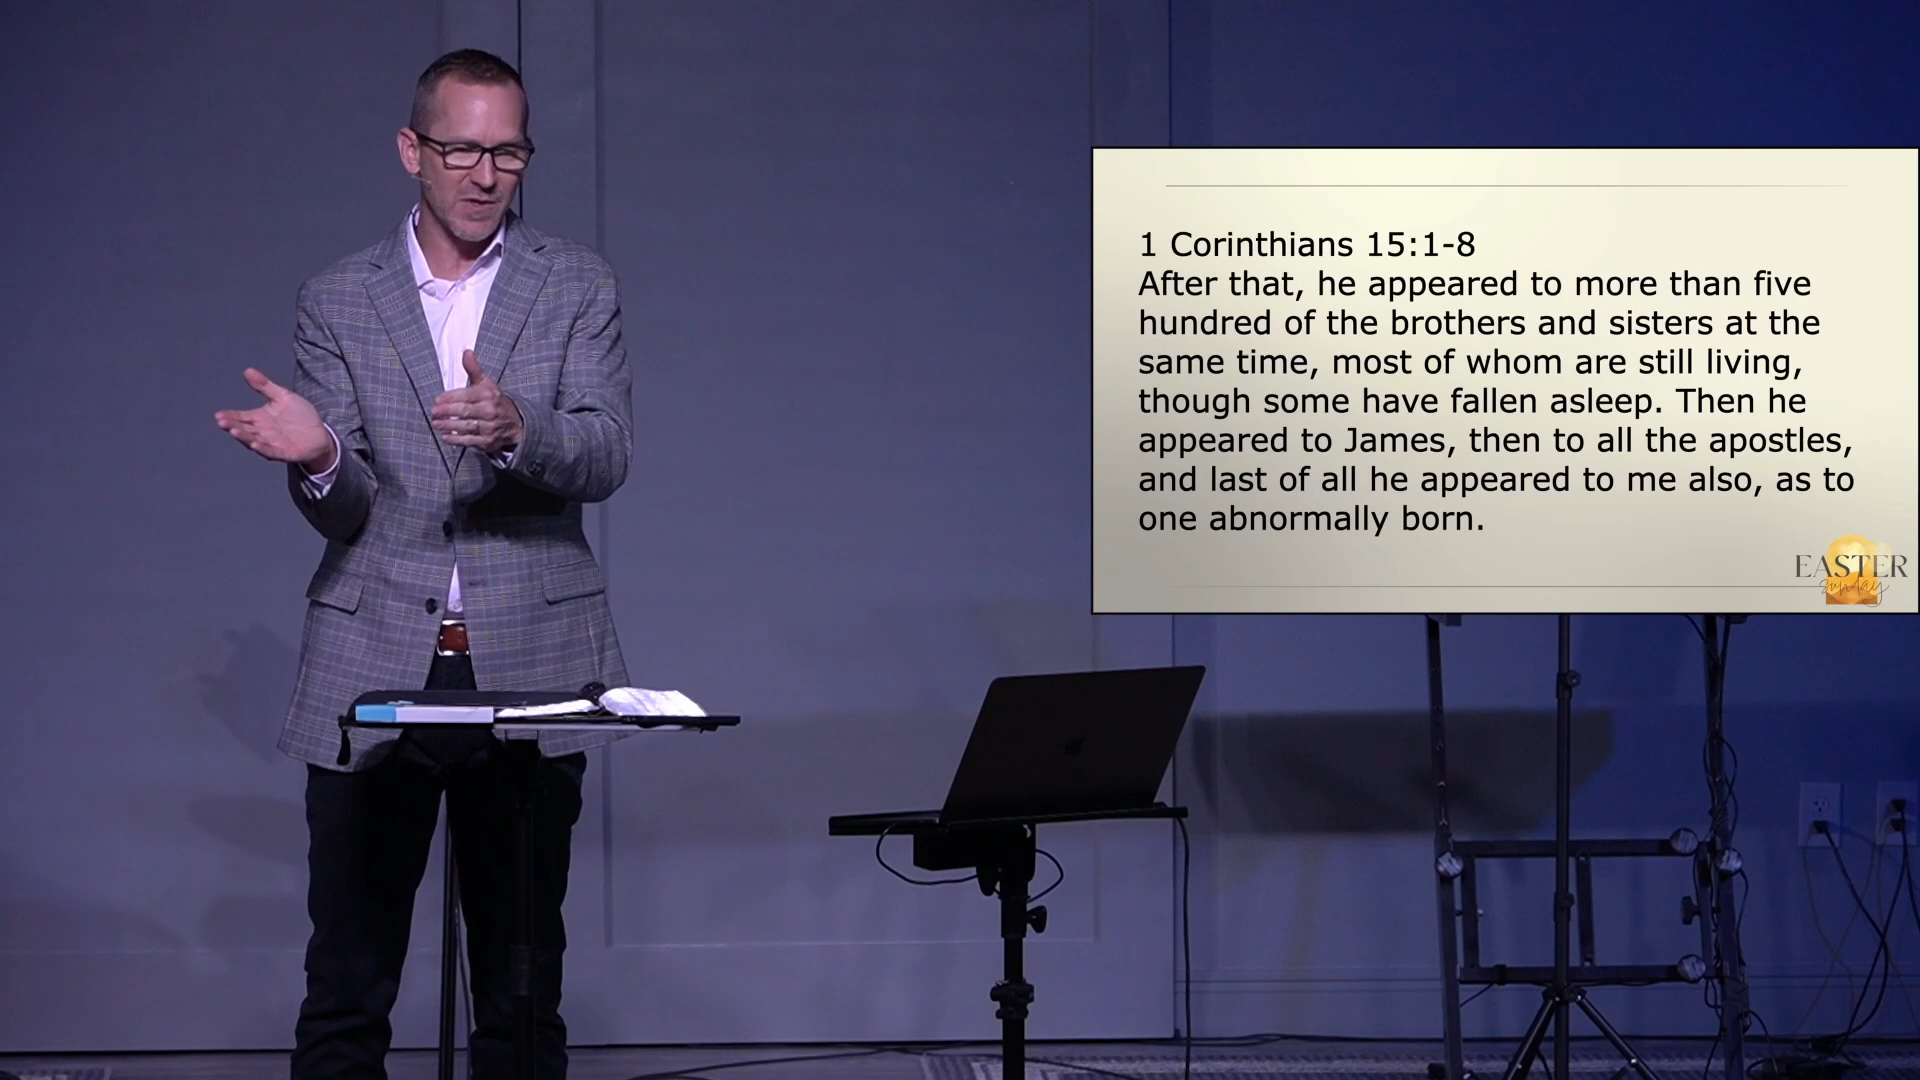 1 Corinthians 15:1-8
After that, he appeared to more than five
hundred of the brothers and sisters at the
same time, most of whom are still living,
though some have fallen asleep. Then he
appeared to James, then to all the apostles,
and last of all he appeared to me also, as to
one abnormally born.
EASTER
sunday